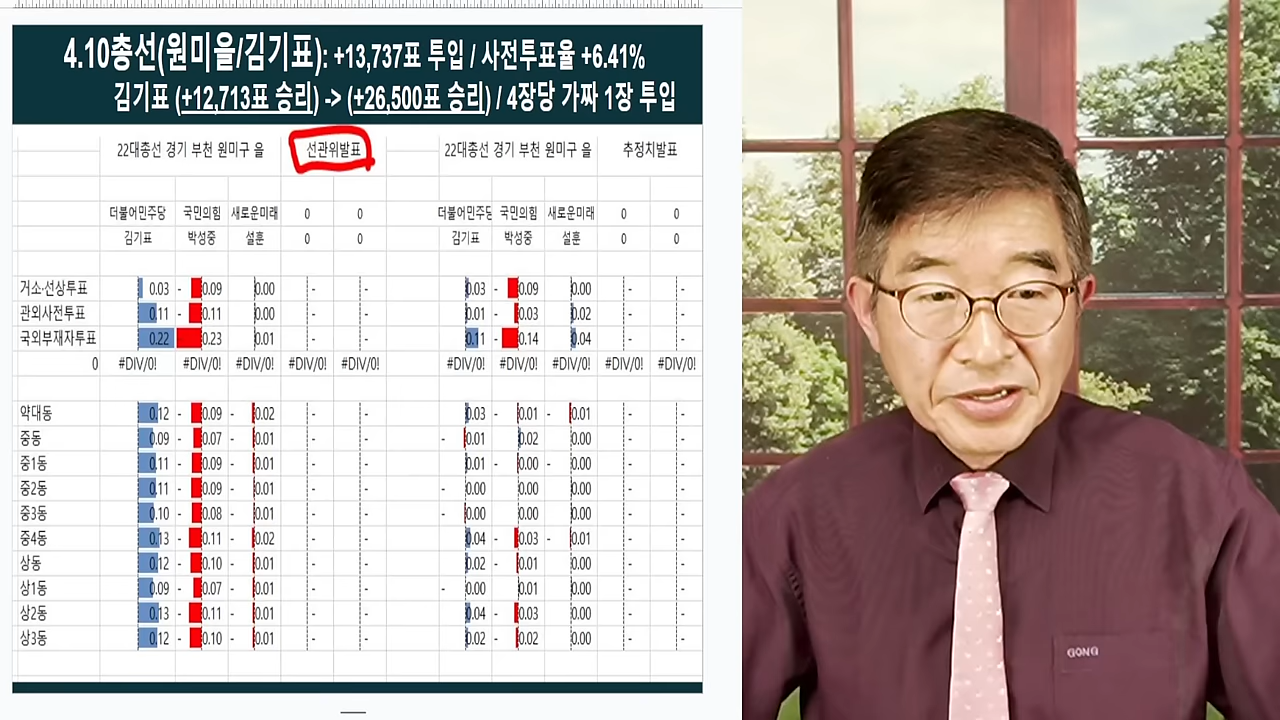 4.10총선(원미을/김기표): +13,737표 투입 / 사전투표율 +6.41%
김기표 (+12,713표 승리) -> (+26,500표 승리) / 4장당 가짜 1장 투입
22대총선 경기 부천 원미구 을 선관위발표 22대총선 경기 부천 원미구 을 추정치발표
더불어민주당 국민의힘 새로운미래 0 0 더불어민주당 국민의힘 새로운미래 0 0
김기표 박성중 설훈 0 0 김기표 박성중 설훈 0 0
거소·선상투표 0.03 - 0.09 0.00 - - 0.03 - 0.09 0.00 - -
관외사전투표 0.11 - 0.11 0.00 - - 0.01 - 0.03 0.02 - -
국외부재자투표 0.22 - 0.23 0.01 - - 0.11 - 0.14 0.04 - -
0 #DIV/0! #DIV/0! #DIV/0! #DIV/0! #DIV/0! #DIV/0! #DIV/0! #DIV/0! #DIV/0! #DIV/0!
약대동 0.12 - 0.09 - 0.02 - - 0.03 - 0.01 - 0.01 - -
중동 0.09 - 0.07 - 0.01 - - - 0.01 0.02 0.00 - -
중1동 0.11 - 0.09 - 0.01 - - 0.01 - 0.00 0.00 - -
중2동 0.11 - 0.09 - 0.01 - - - 0.00 0.00 0.00 - -
중3동 0.10 - 0.08 - 0.01 - - - 0.00 0.00 0.00 - -
중4동 0.13 - 0.11 - 0.02 - - 0.04 - 0.03 - 0.01 - -
상동 0.12 - 0.10 - 0.01 - - 0.02 - 0.01 0.00 - -
상1동 0.09 - 0.07 - 0.01 - - - 0.00 0.01 0.00 - -
상2동 0.13 - 0.11 - 0.01 - - 0.04 - 0.03 0.00 - -
상3동 0.12 - 0.10 - 0.01 - - 0.02 - 0.02 0.00 - -
GONG